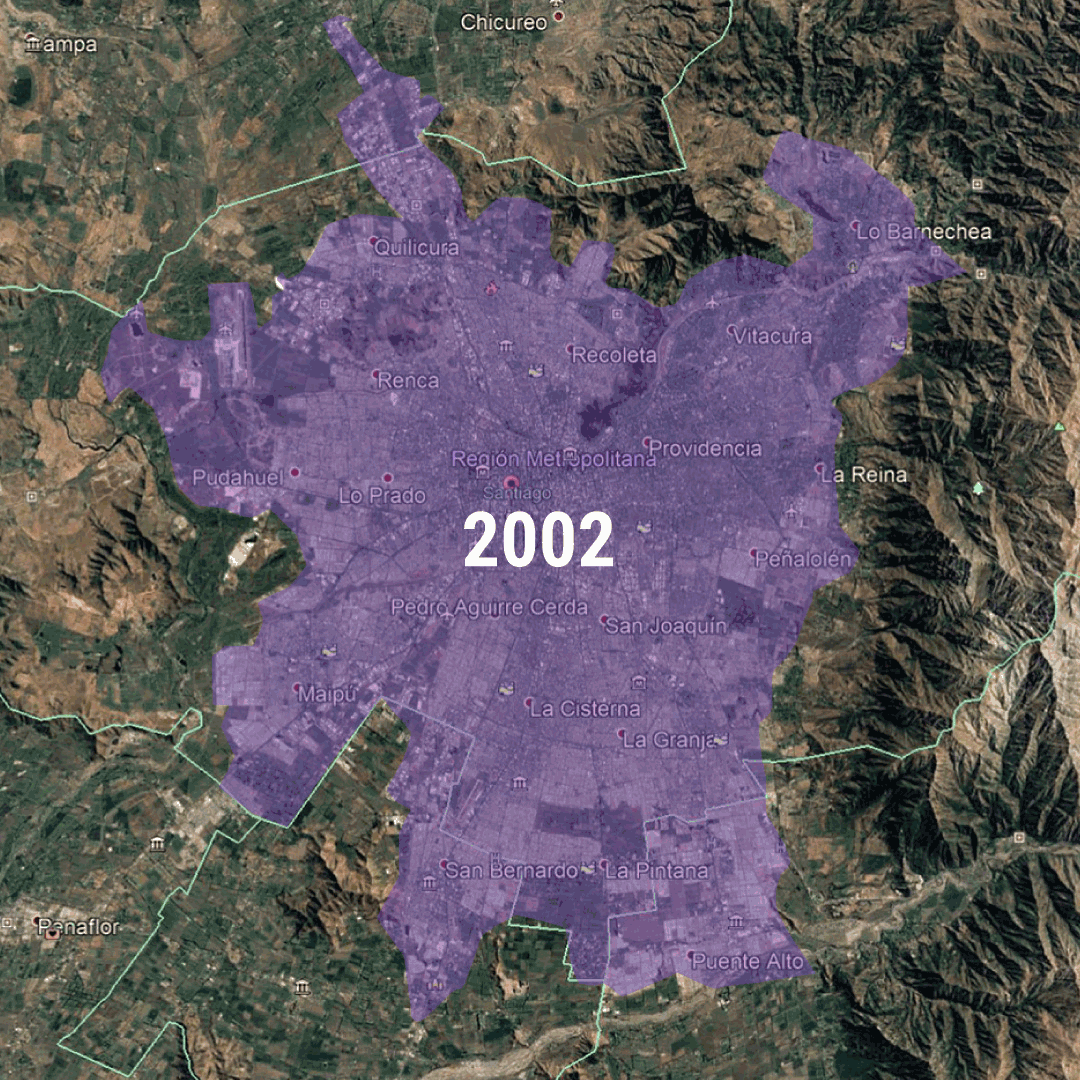 Chicureo
ampa
Lo Barnechea
Quilicura
Vitacura
Recoleta
Renca
Providencia
Región Metropolitana
La Reina
Pudahuel
Lo Prado
Santiago
2002
Peñalolén
Pedro Aguirre Cerda
San Joaquín
Maipú
La Cisterna
La Granja
San Bernardo
La Pintana
Peñaflor
Puente Alto